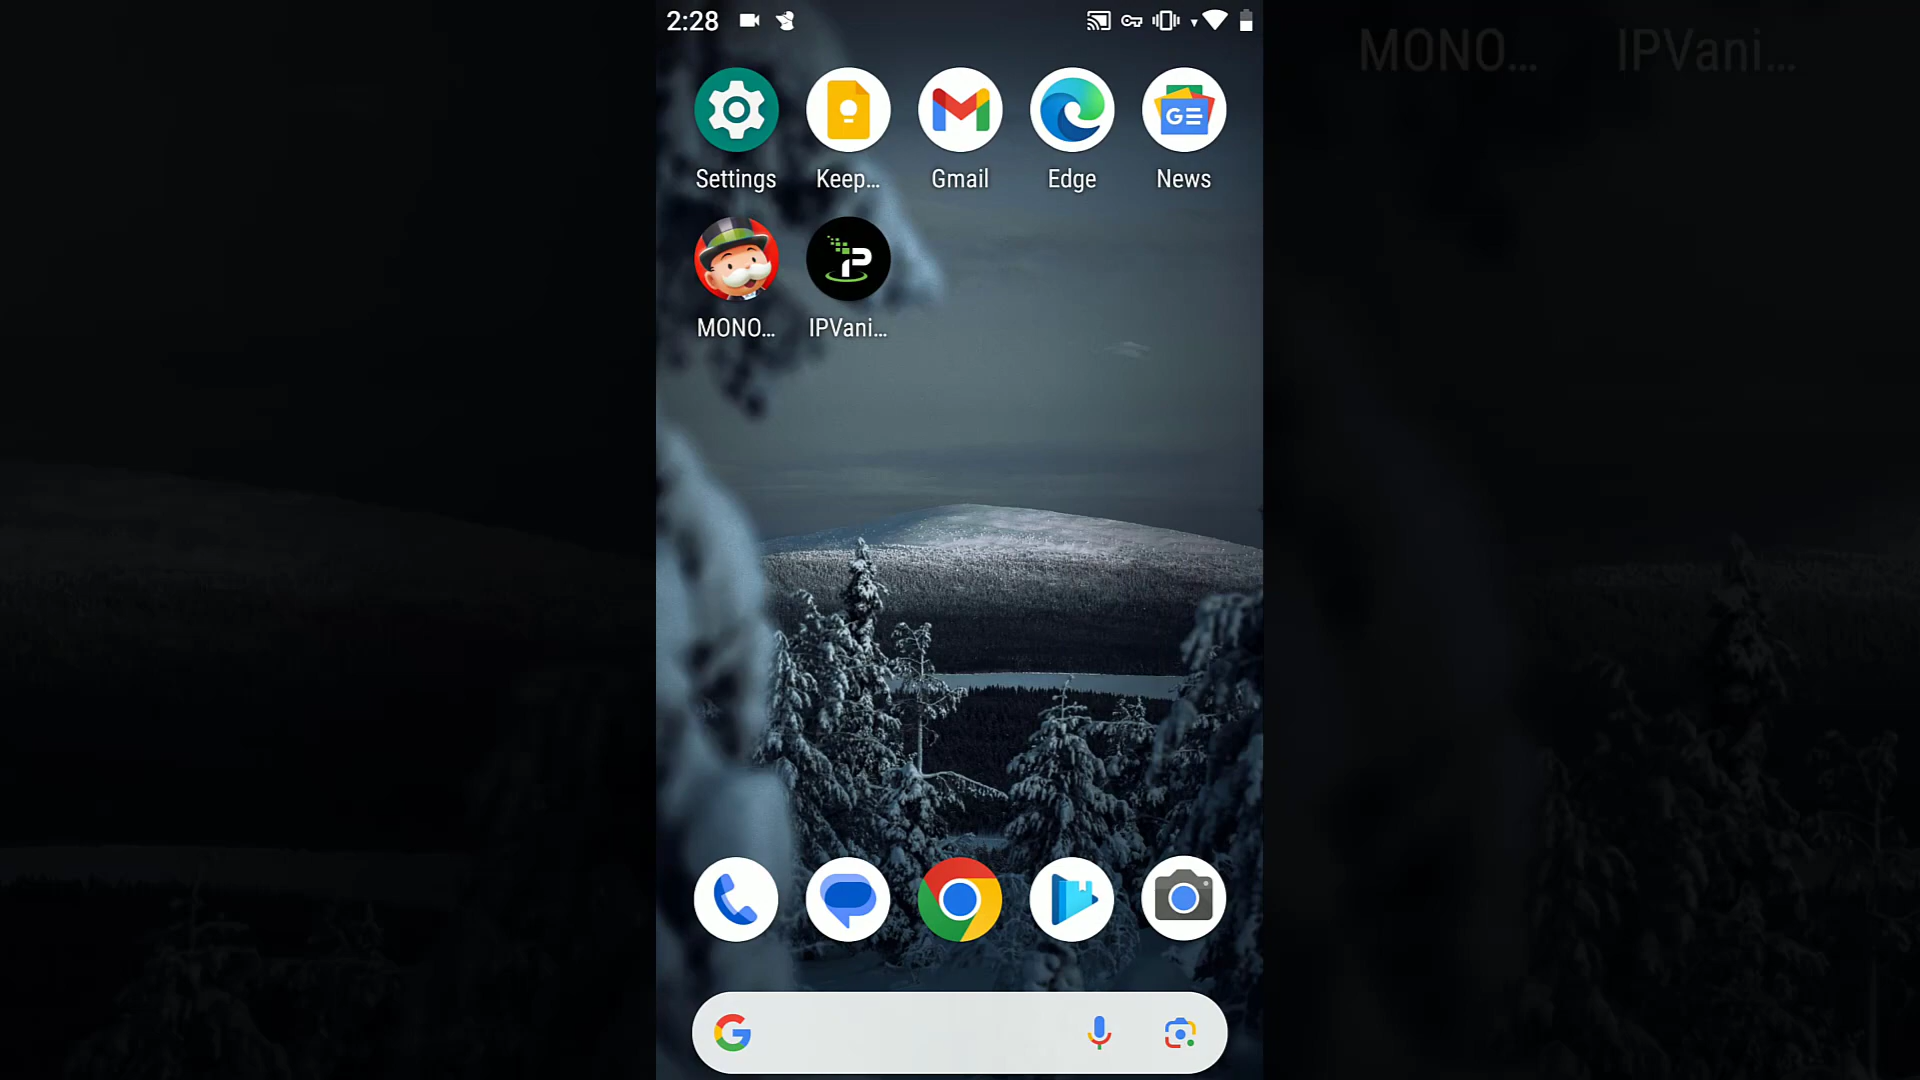 2:28
MONO... IPVani...
Settings Keep... Gmail Edge News
MONO... IPVani...